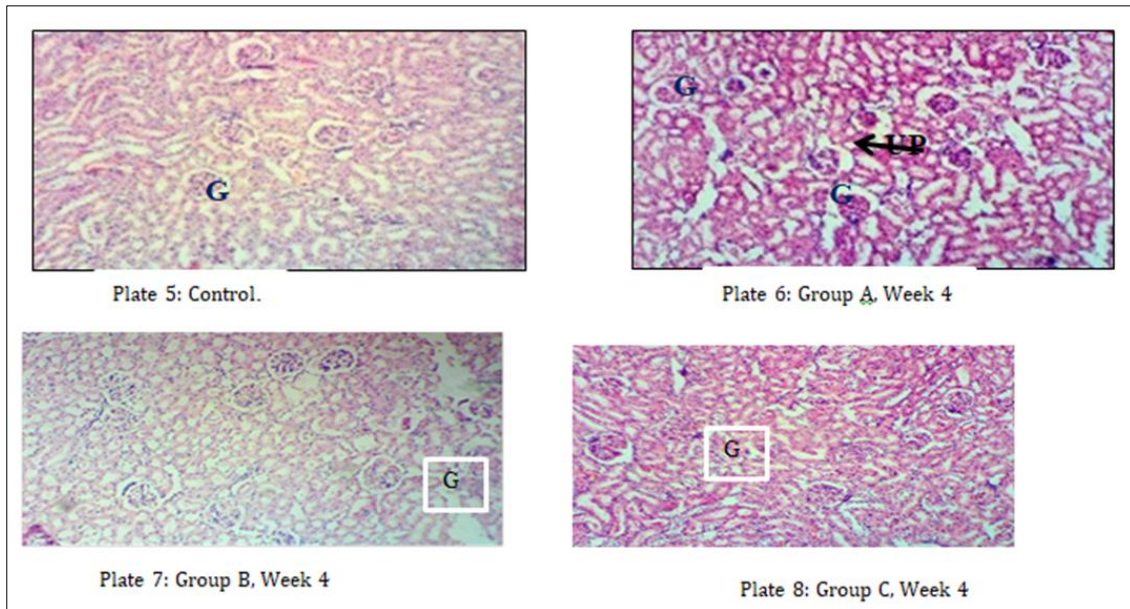 G
G
UP
G
Plate 5: Control.
Plate 6: Group A, Week 4
G
G
Plate 7: Group B, Week 4
Plate 8: Group C, Week 4